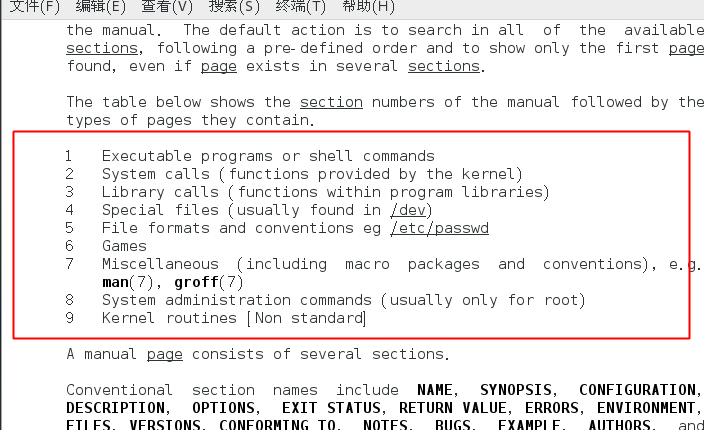 文件(F) 编辑(E) 查看(V) 搜索(S) 终端(T) 帮助(H)
the manual. The default action is to search in all of the available
sections, following a pre-defined order and to show only the first page
found, even if page exists in several sections.
The table below shows the section numbers of the manual followed by the
types of pages they contain.
1 Executable programs or shell commands
2 System calls (functions provided by the kernel)
3 Library calls (functions within program libraries)
4 Special files (usually found in /dev)
5 File formats and conventions eg /etc/passwd
6 Games
7 Miscellaneous (including macro packages and conventions), e.g.
man(7), groff(7)
8 System administration commands (usually only for root)
9 Kernel routines [Non standard]
A manual page consists of several sections.
Conventional section names include NAME, SYNOPSIS, CONFIGURATION,
DESCRIPTION, OPTIONS, EXIT STATUS, RETURN VALUE, ERRORS, ENVIRONMENT,
FILES, VERSIONS, CONFORMING TO, NOTES, BUGS, EXAMPLE, AUTHORS, and